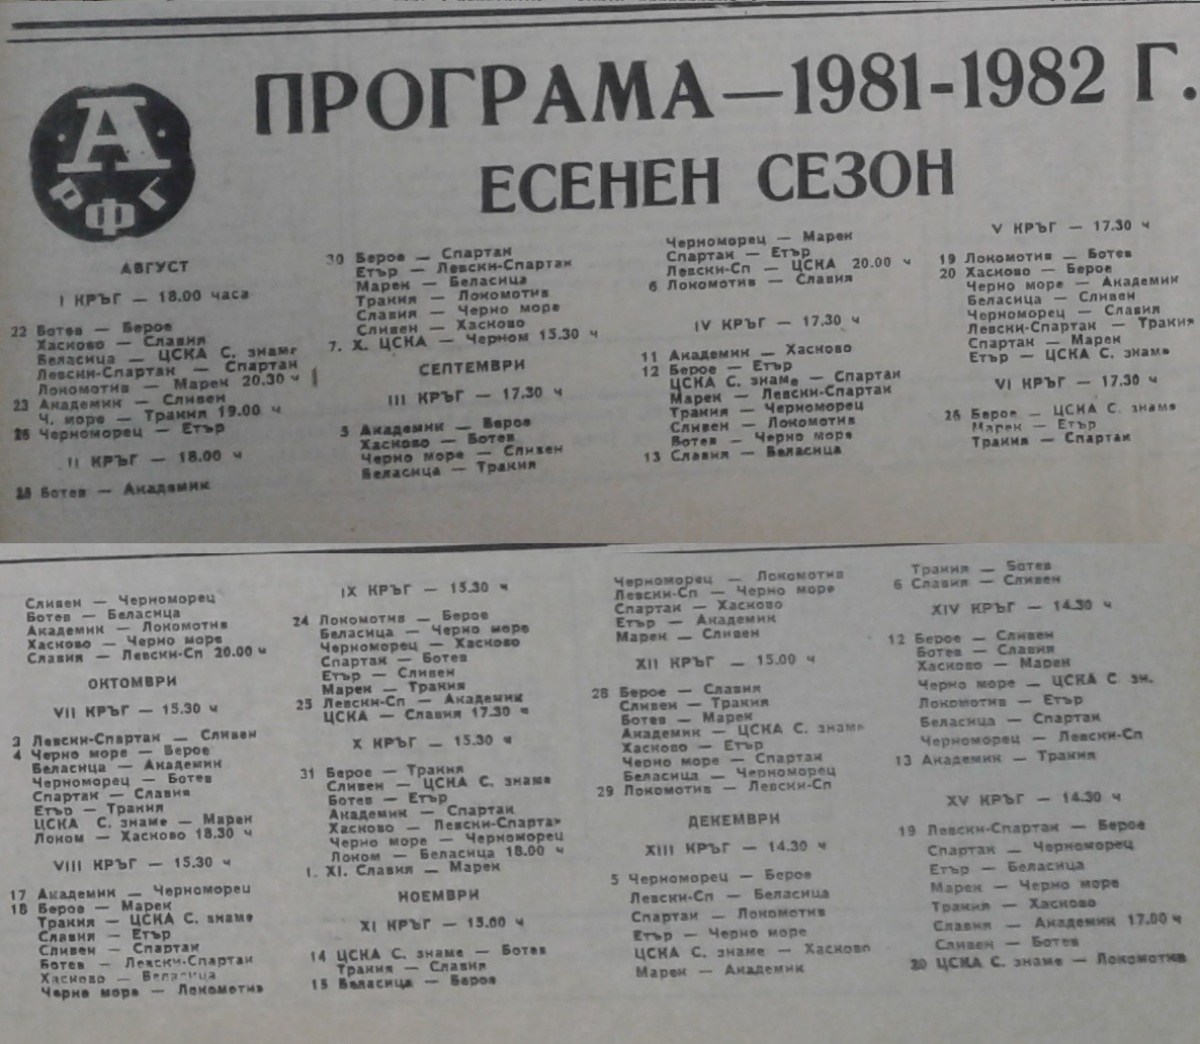 ПРОГРАМА — 1981-1982 Г.
ЕСЕНЕН СЕЗОН
А
РФГ
АВГУСТ
I КРЪГ — 18.00 часа
22 Ботев — Берое
Хасково — Славия
Беласица — ЦСКА С. знаме
Левски-Спартак — Спартак
Локомотив — Марек 20.30 ч
23 Академик — Сливен
Ч. море — Тракия 19.00 ч
26 Черноморец — Етър
II КРЪГ — 18.00 ч
28 Ботев — Академик
30 Берое — Спартак
Етър — Левски-Спартак
Марек — Беласица
Тракия — Локомотив
Славия — Черно море
Сливен — Хасково
7. X. ЦСКА — Черном 15.30 ч
СЕПТЕМВРИ
III КРЪГ — 17.30 ч
5 Академик — Берое
Хасково — Ботев
Черно море — Сливен
Беласица — Тракия
Черноморец — Марек
Спартак — Етър
Левски-Сп — ЦСКА 20.00 ч
6 Локомотив — Славия
IV КРЪГ — 17.30 ч
11 Академик — Хасково
12 Берое — Етър
ЦСКА С. знаме — Спартак
Марек — Левски-Спартак
Тракия — Черноморец
Сливен — Локомотив
Ботев — Черно море
13 Славия — Беласица
V КРЪГ — 17.30 ч
19 Локомотив — Ботев
20 Хасково — Берое
Черно море — Академик
Беласица — Сливен
Черноморец — Славия
Левски-Спартак — Тракия
Спартак — Марек
Етър — ЦСКА С. знаме
VI КРЪГ — 17.30 ч
26 Берое — ЦСКА С. знаме
Марек — Етър
Тракия — Спартак
Сливен — Черноморец
Ботев — Беласица
Академик — Локомотив
Хасково — Черно море
Славия — Левски-Сп 20.00 ч
ОКТОМВРИ
VII КРЪГ — 15.30 ч
3 Левски-Спартак — Сливен
4 Черно море — Берое
Беласица — Академик
Черноморец — Ботев
Спартак — Славия
Етър — Тракия
ЦСКА С. знаме — Марек
Локом — Хасково 18.30 ч
VIII КРЪГ — 15.30 ч
17 Академик — Черноморец
18 Берое — Марек
Тракия — ЦСКА С. знаме
Славия — Етър
Сливен — Спартак
Ботев — Левски-Спартак
Хасково — Беласица
Черно море — Локомотив
IX КРЪГ — 15.30 ч
24 Локомотив — Берое
Беласица — Черно море
Черноморец — Хасково
Спартак — Ботев
Етър — Сливен
Марек — Тракия
25 Левски-Сп — Академик
ЦСКА — Славия 17.30 ч
X КРЪГ — 15.30 ч
31 Берое — Тракия
Сливен — ЦСКА С. знаме
Ботев — Етър
Академик — Спартак
Хасково — Левски-Спартак
Черно море — Черноморец
Локом — Беласица 18.00 ч
1. XI. Славия — Марек
НОЕМВРИ
XI КРЪГ — 15.00 ч
14 ЦСКА С. знаме — Ботев
Тракия — Славия
15 Беласица — Берое
Черноморец — Локомотив
Левски-Сп — Черно море
Спартак — Хасково
Етър — Академик
Марек — Сливен
XII КРЪГ — 15.00 ч
28 Берое — Славия
Сливен — Тракия
Ботев — Марек
Академик — ЦСКА С. знаме
Хасково — Етър
Черно море — Спартак
Беласица — Черноморец
29 Локомотив — Левски-Сп
ДЕКЕМВРИ
XIII КРЪГ — 14.30 ч
5 Черноморец — Берое
Левски-Сп — Беласица
Спартак — Локомотив
Етър — Черно море
ЦСКА С. знаме — Хасково
Марек — Академик
Тракия — Ботев
6 Славия — Сливен
XIV КРЪГ — 14.30 ч
12 Берое — Сливен
Ботев — Славия
Хасково — Марек
Черно море — ЦСКА С зн.
Локомотив — Етър
Беласица — Спартак
Черноморец — Левски-Сп
13 Академик — Тракия
XV КРЪГ — 14.30 ч
19 Левски-Спартак — Берое
Спартак — Черноморец
Етър — Беласица
Марек — Черно море
Тракия — Хасково
Славия — Академик 17.00 ч
Сливен — Ботев
20 ЦСКА С. знаме — Локомотив